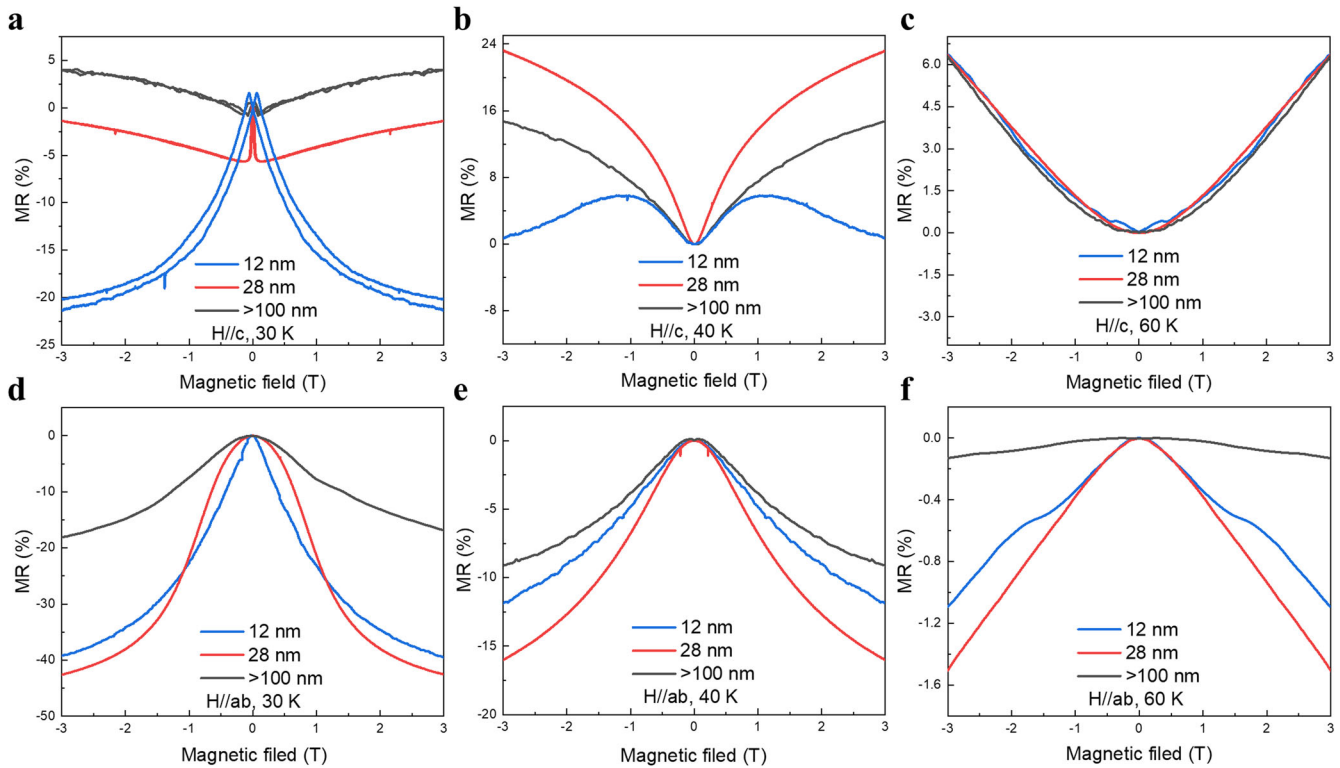 a
5
0
-5
-10
-15
-20
-25
MR (%)
12 nm
28 nm
>100 nm
H//c, 30 K
-3 -2 -1 0 1 2 3
Magnetic field (T)
b
24
16
8
0
-8
MR (%)
12 nm
28 nm
>100 nm
H//c, 40 K
-3 -2 -1 0 1 2 3
Magnetic field (T)
c
6.0
4.5
3.0
1.5
0.0
-1.5
-3.0
MR (%)
12 nm
28 nm
>100 nm
H//c, 60 K
-3 -2 -1 0 1 2 3
Magnetic filed (T)
d
0
-10
-20
-30
-40
-50
MR (%)
12 nm
28 nm
>100 nm
H//ab, 30 K
-3 -2 -1 0 1 2 3
Magnetic filed (T)
e
0
-5
-10
-15
-20
MR (%)
12 nm
28 nm
>100 nm
H//ab, 40 K
-3 -2 -1 0 1 2 3
Magnetic filed (T)
f
0.0
-0.4
-0.8
-1.2
-1.6
MR (%)
12 nm
28 nm
>100 nm
H//ab, 60 K
-3 -2 -1 0 1 2 3
Magnetic filed (T)